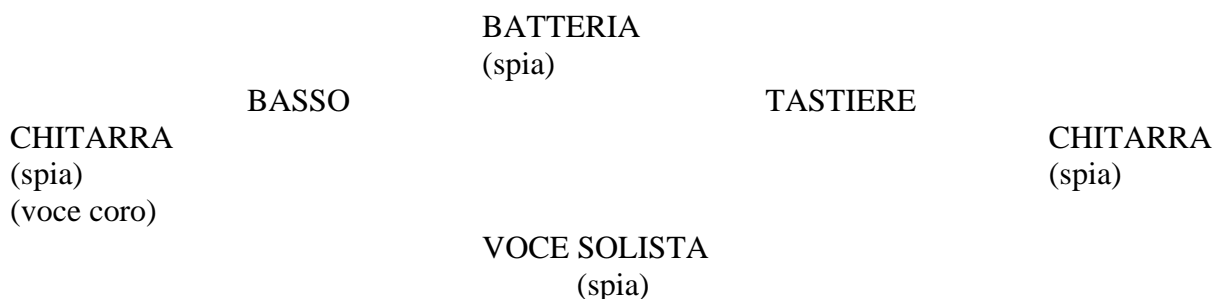 BATTERIA
(spia)
BASSO TASTIERE
CHITARRA CHITARRA
(spia) (spia)
(voce coro)
VOCE SOLISTA
(spia)